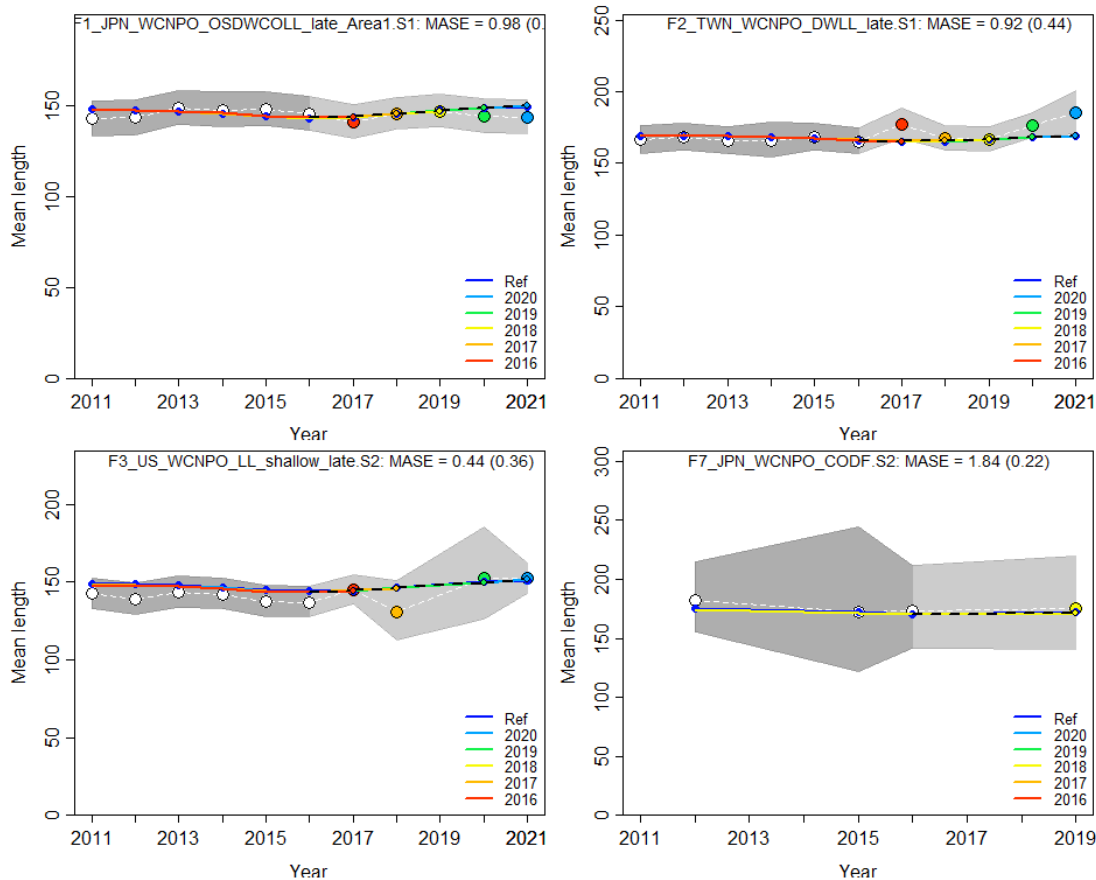 F1_JPN_WCNPO_OSDWCOLL_late_Area1.S1: MASE = 0.98 (0.
Mean length
150
100
50
0
2011 2013 2015 2017 2019 2021
Year
Ref
2020
2019
2018
2017
2016
F2_TWN_WCNPO_DWLL_late.S1: MASE = 0.92 (0.44)
Mean length
250
200
150
100
50
0
2011 2013 2015 2017 2019 2021
Year
Ref
2020
2019
2018
2017
2016
F3_US_WCNPO_LL_shallow_late.S2: MASE = 0.44 (0.36)
Mean length
200
150
100
50
0
2011 2013 2015 2017 2019 2021
Year
Ref
2020
2019
2018
2017
2016
F7_JPN_WCNPO_CODF.S2: MASE = 1.84 (0.22)
Mean length
300
250
200
150
100
50
0
2011 2013 2015 2017 2019
Year
Ref
2020
2019
2018
2017
2016